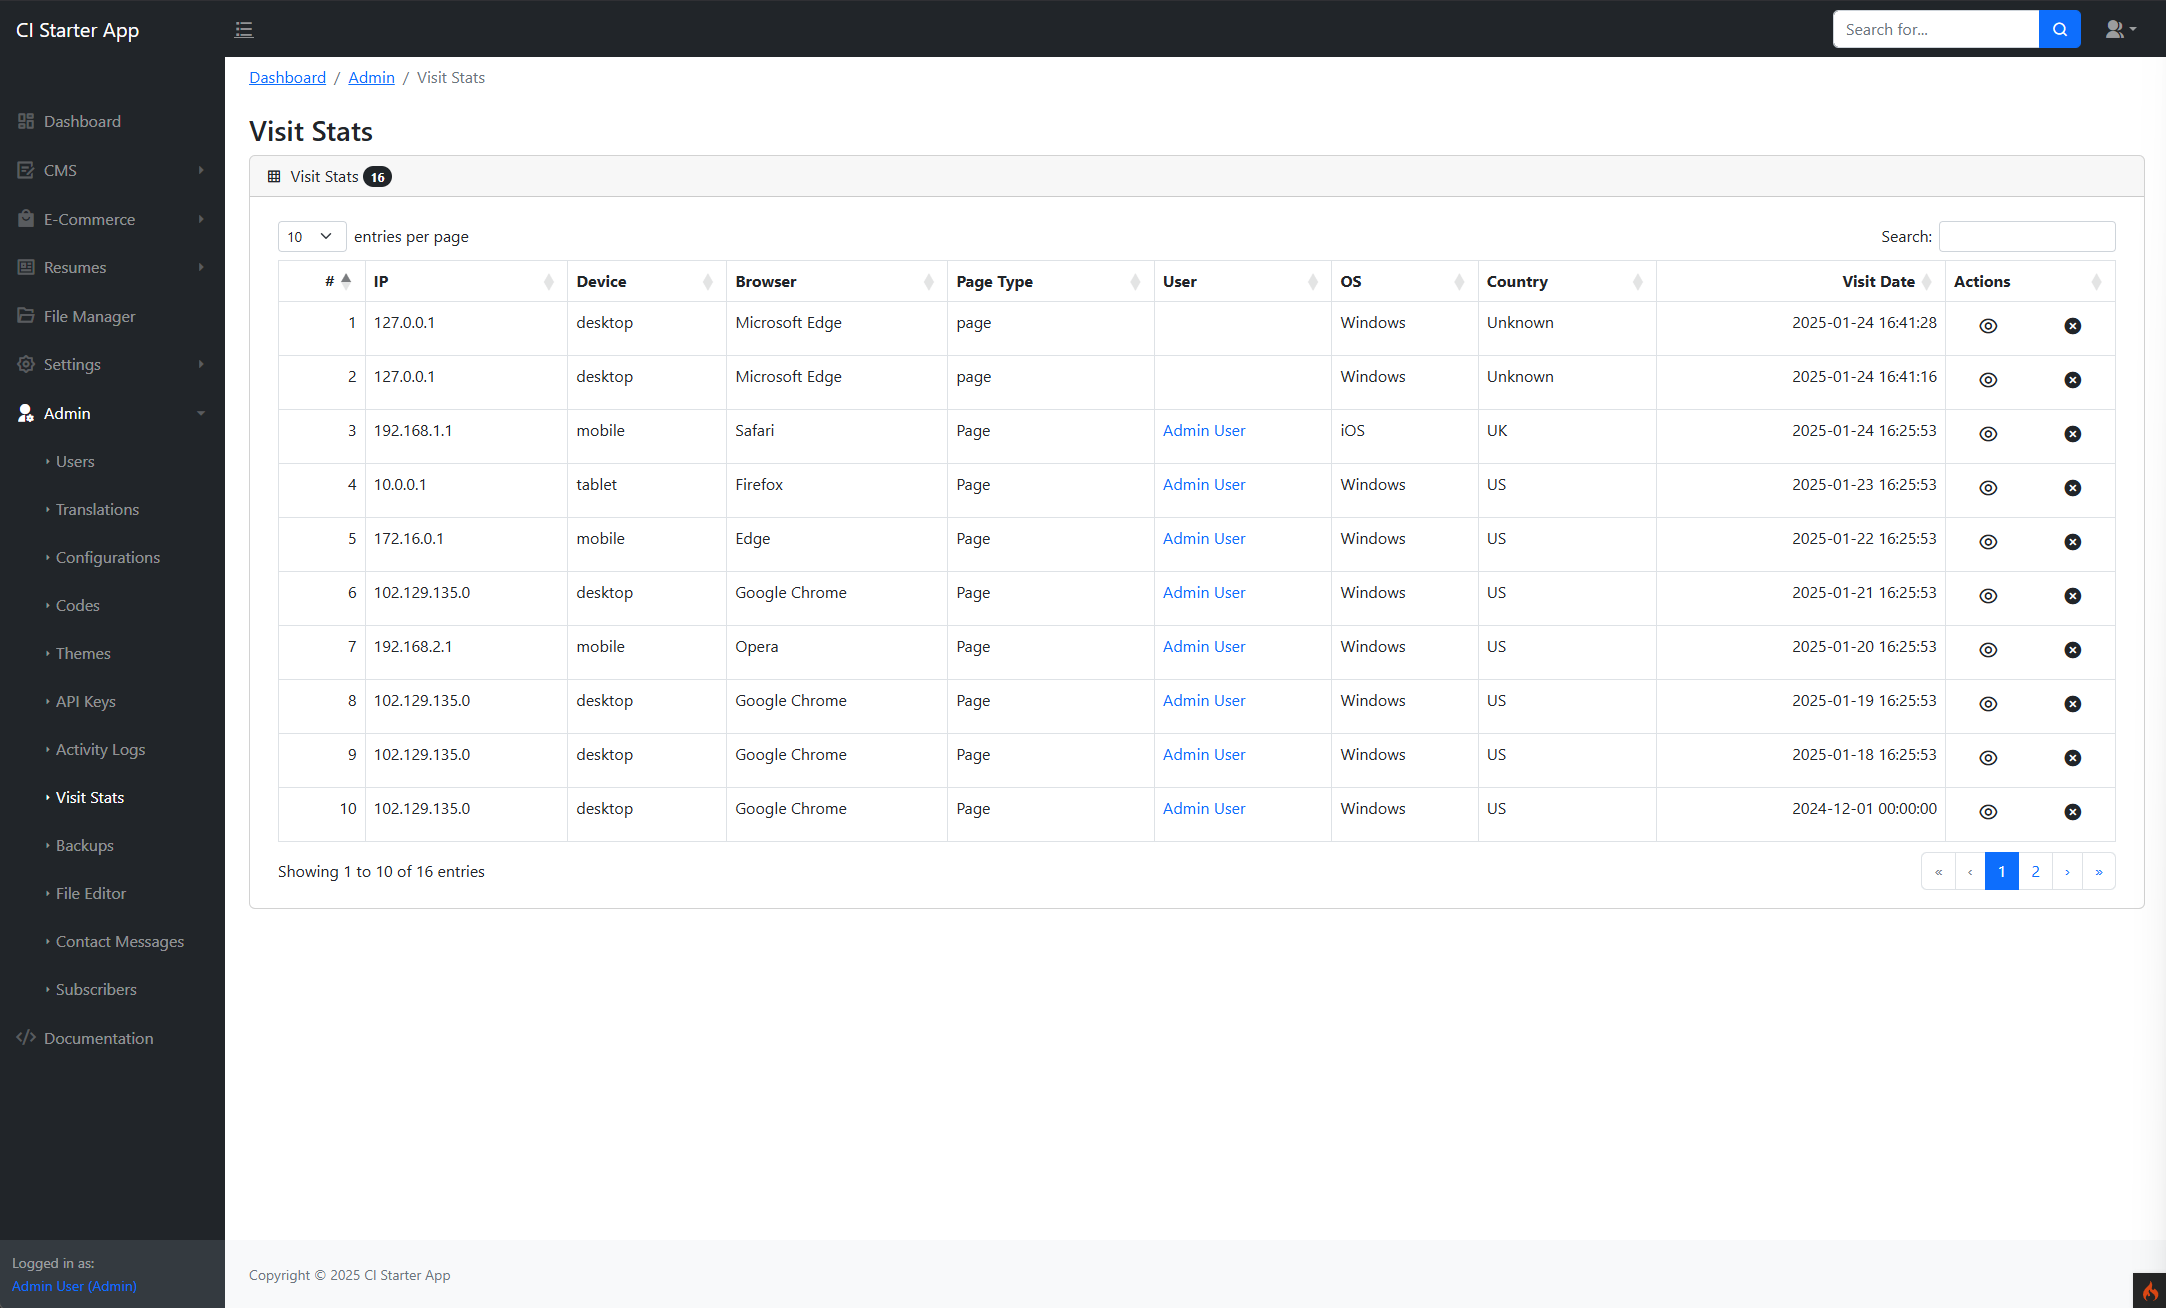 CI Starter App
Search for...
Dashboard
CMS
E-Commerce
Resumes
File Manager
Settings
Admin
Users
Translations
Configurations
Codes
Themes
API Keys
Activity Logs
Visit Stats
Backups
File Editor
Contact Messages
Subscribers
Documentation
Logged in as:
Admin User (Admin)
Dashboard / Admin / Visit Stats
Visit Stats
Visit Stats 16
10 entries per page
Search:
# IP Device Browser Page Type User OS Country Visit Date Actions
1 127.0.0.1 desktop Microsoft Edge page Windows Unknown 2025-01-24 16:41:28
2 127.0.0.1 desktop Microsoft Edge page Windows Unknown 2025-01-24 16:41:16
3 192.168.1.1 mobile Safari Page Admin User iOS UK 2025-01-24 16:25:53
4 10.0.0.1 tablet Firefox Page Admin User Windows US 2025-01-23 16:25:53
5 172.16.0.1 mobile Edge Page Admin User Windows US 2025-01-22 16:25:53
6 102.129.135.0 desktop Google Chrome Page Admin User Windows US 2025-01-21 16:25:53
7 192.168.2.1 mobile Opera Page Admin User Windows US 2025-01-20 16:25:53
8 102.129.135.0 desktop Google Chrome Page Admin User Windows US 2025-01-19 16:25:53
9 102.129.135.0 desktop Google Chrome Page Admin User Windows US 2025-01-18 16:25:53
10 102.129.135.0 desktop Google Chrome Page Admin User Windows US 2024-12-01 00:00:00
Showing 1 to 10 of 16 entries
« ‹ 1 2 › »
Copyright © 2025 CI Starter App